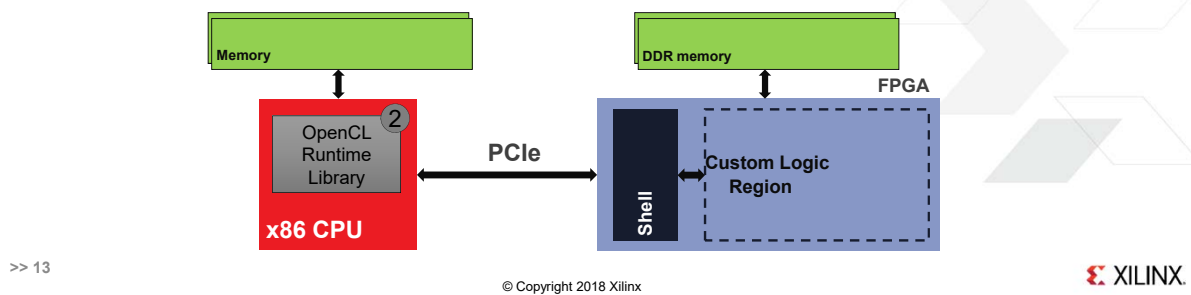 Memory
DDR memory
FPGA
2
OpenCL
Runtime
Library
x86 CPU
PCIe
Shell
Custom Logic
Region
>> 13
© Copyright 2018 Xilinx
XILINX.